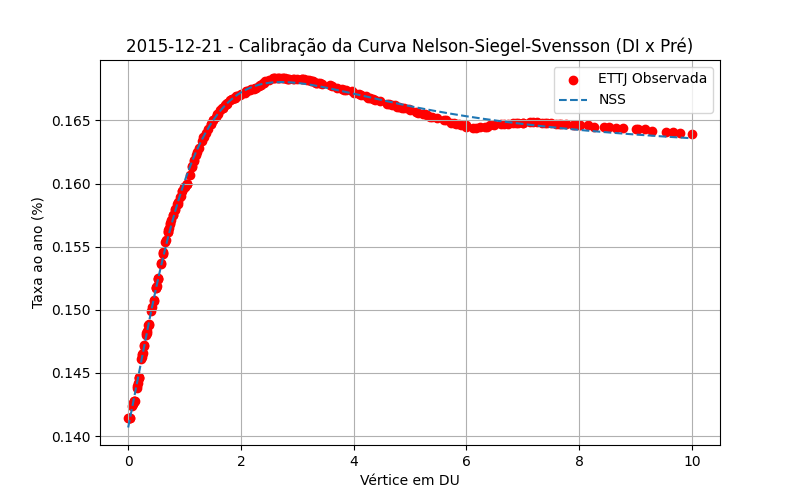 2015-12-21 - Calibração da Curva Nelson-Siegel-Svensson (DI x Pré)
ETTJ Observada
NSS
Taxa ao ano (%)
0.165
0.160
0.155
0.150
0.145
0.140
0 2 4 6 8 10
Vértice em DU